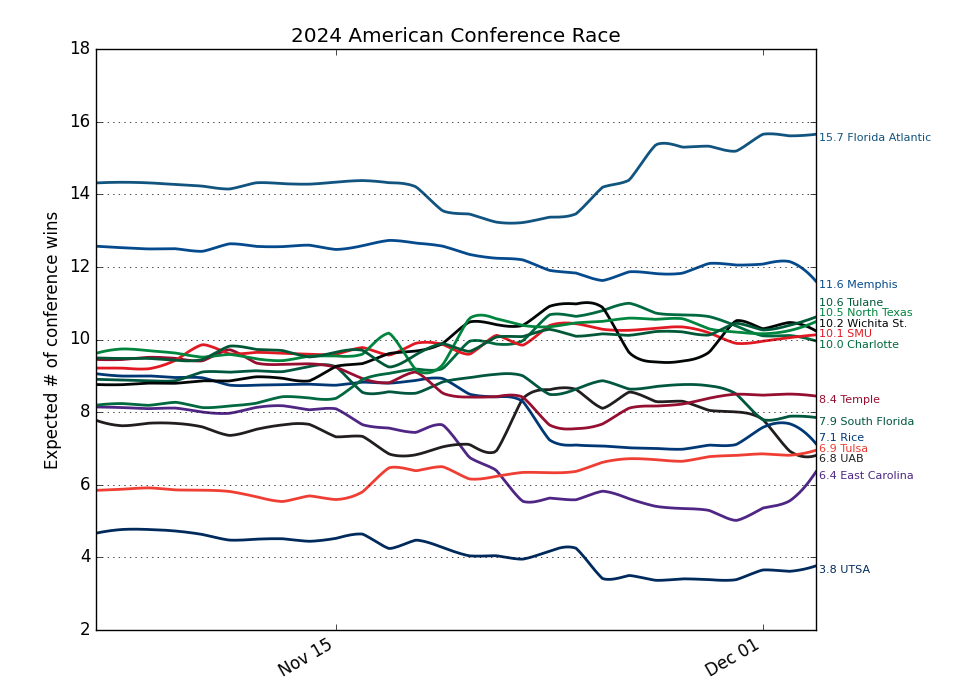 2024 American Conference Race
Expected # of conference wins
18
16
14
12
10
8
6
4
2
Nov 15
Dec 01
15.7 Florida Atlantic
11.6 Memphis
10.6 Tulane
10.5 North Texas
10.2 Wichita St.
10.1 SMU
10.0 Charlotte
8.4 Temple
7.9 South Florida
7.1 Rice
6.9 Tulsa
6.8 UAB
6.4 East Carolina
3.8 UTSA